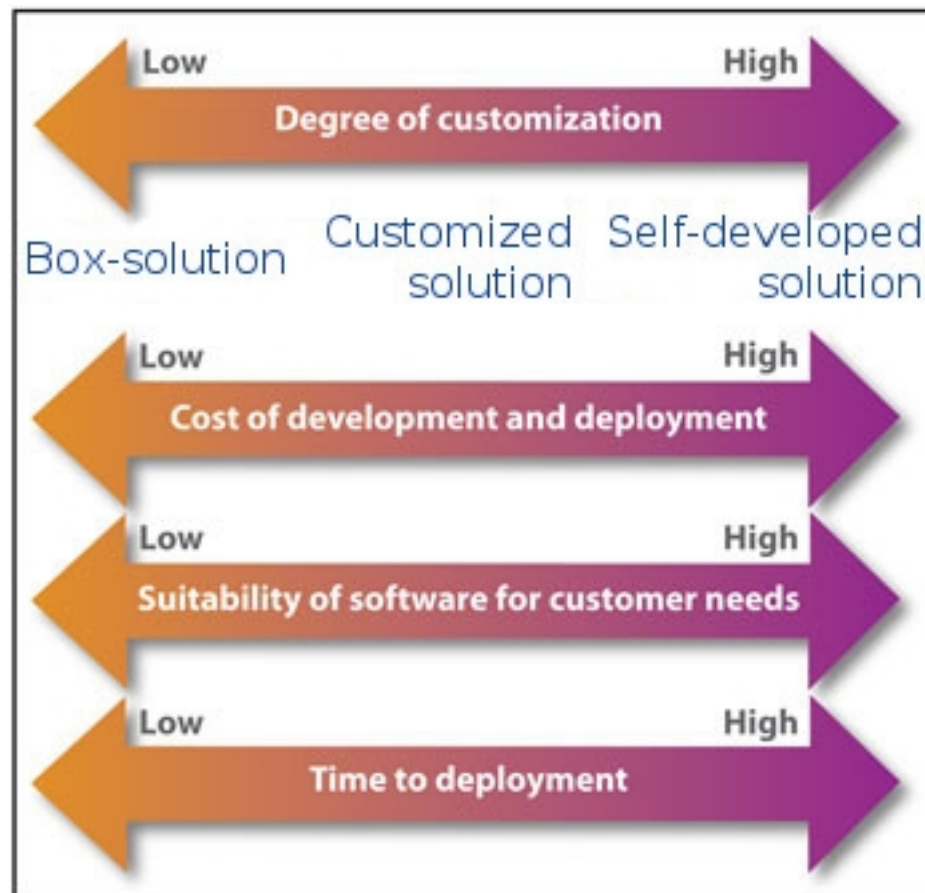 Low High
Degree of customization
Box-solution
Customized
solution
Self-developed
solution
Low High
Cost of development and deployment
Low High
Suitability of software for customer needs
Low High
Time to deployment